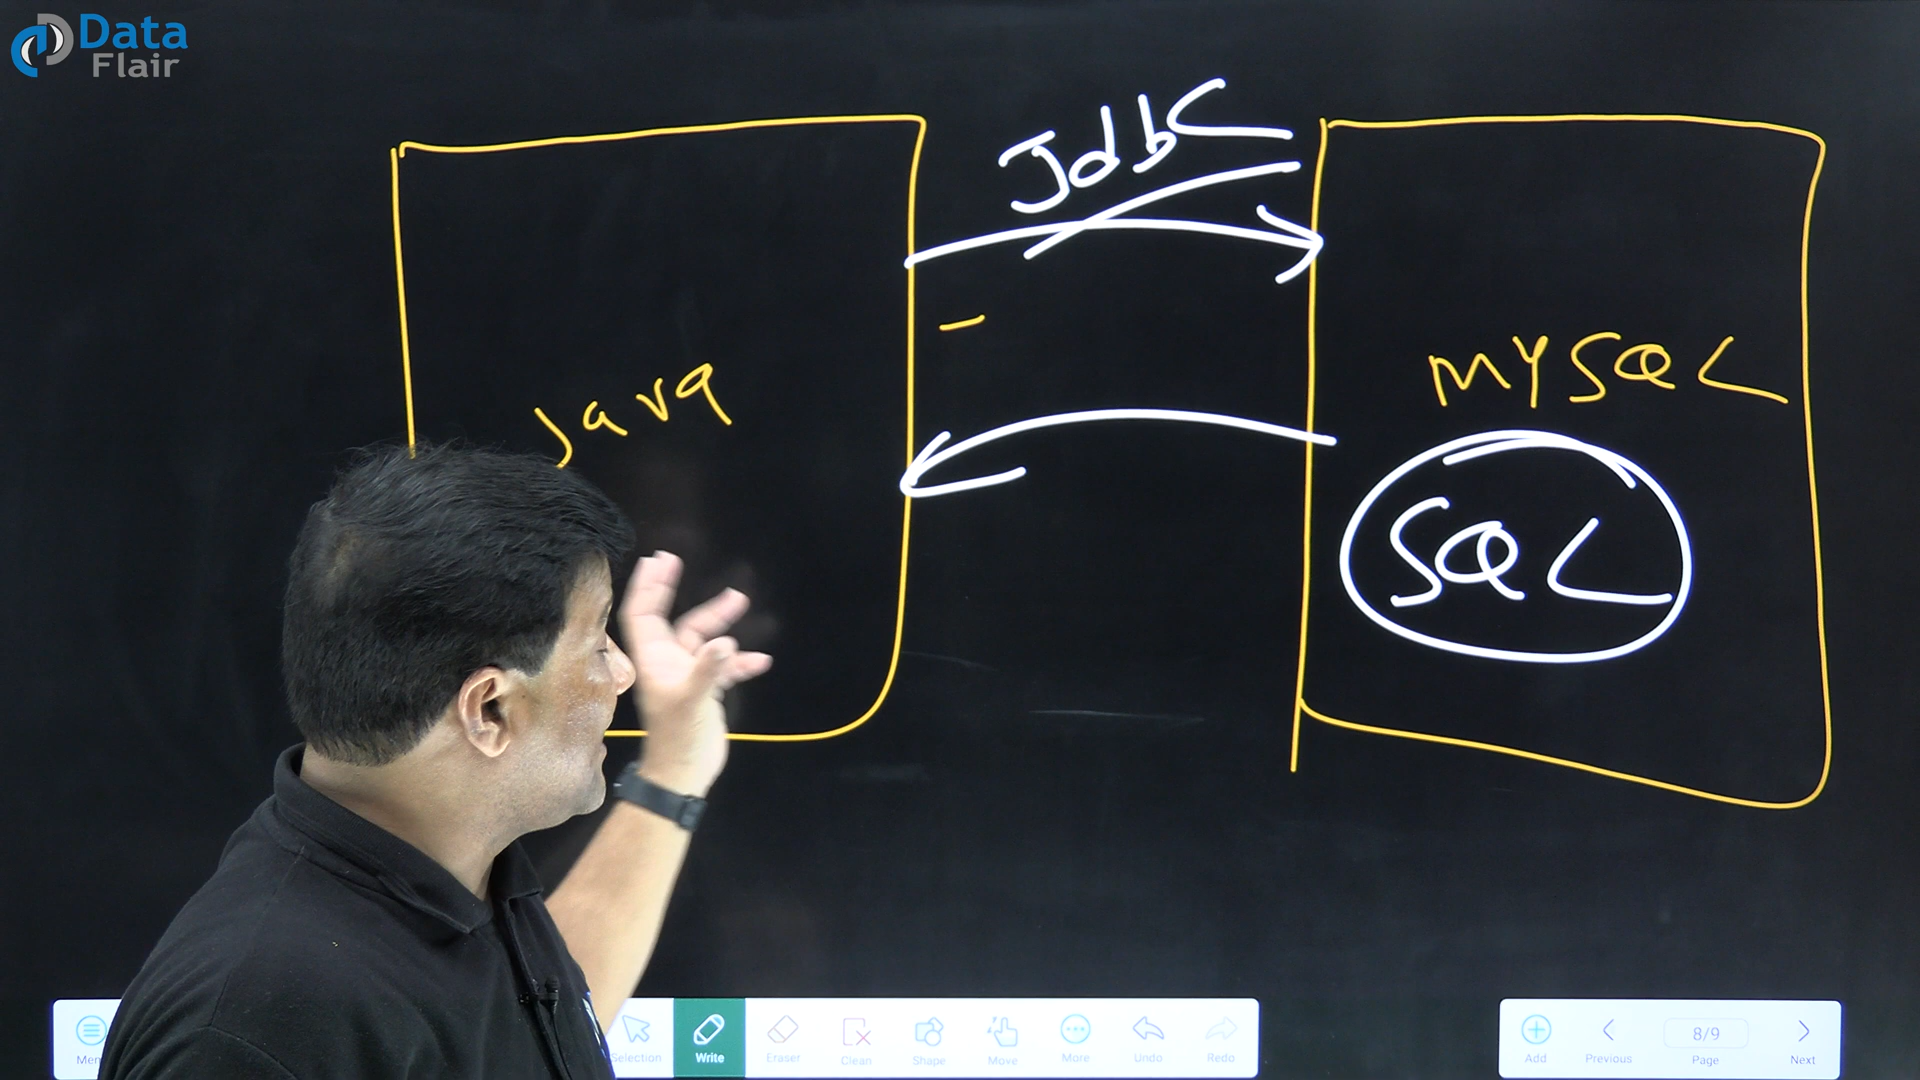 Data
Flair
Jdbc
Java
MYSQL
SQL
Selection
Write
Eraser
Clean
Shape
Move
More
Undo
Redo
Add
Previous
8/9
Page
Next